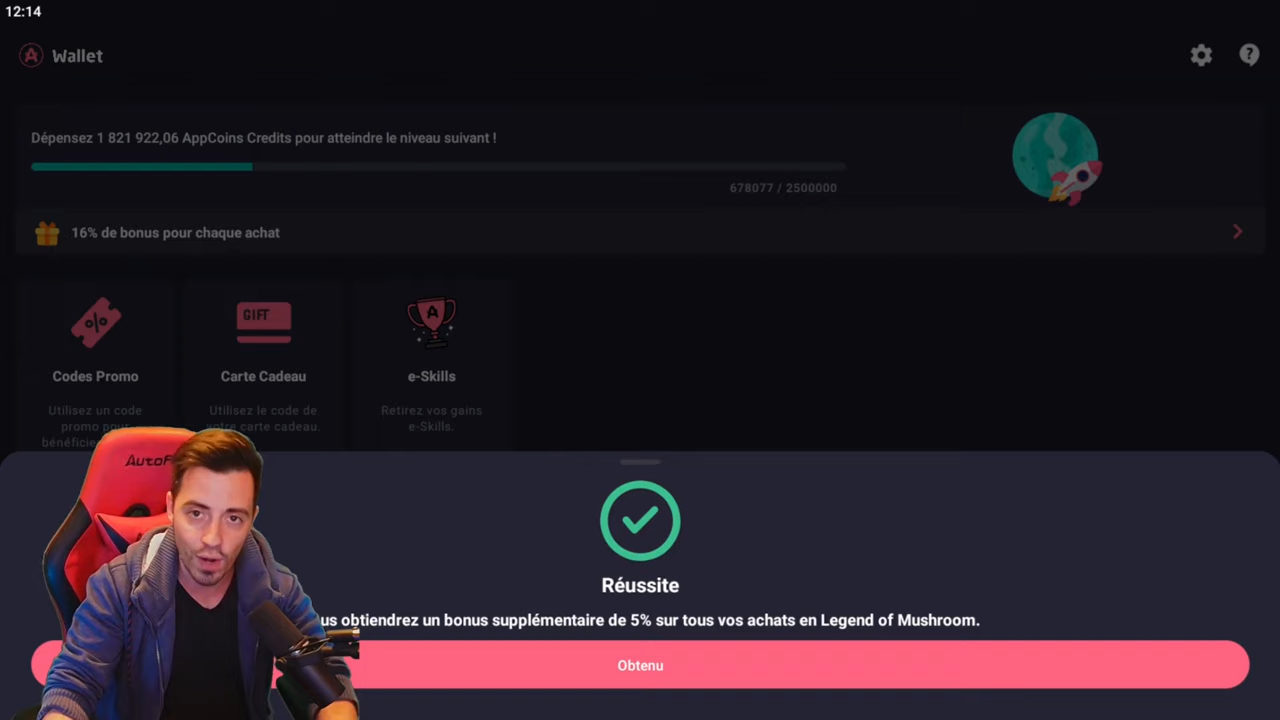 12:14
Wallet
Dépensez 1 821 922,06 AppCoins Credits pour atteindre le niveau suivant !
678077 / 2500000
16% de bonus pour chaque achat
GIFT
Codes Promo
Carte Cadeau
e-Skills
Utilisez un code
promo pour
Utilisez le code de
votre carte cadeau.
Retirez vos gains
e-Skills.
Réussite
obtiendrez un bonus supplémentaire de 5% sur tous vos achats en Legend of Mushroom.
Obtenu